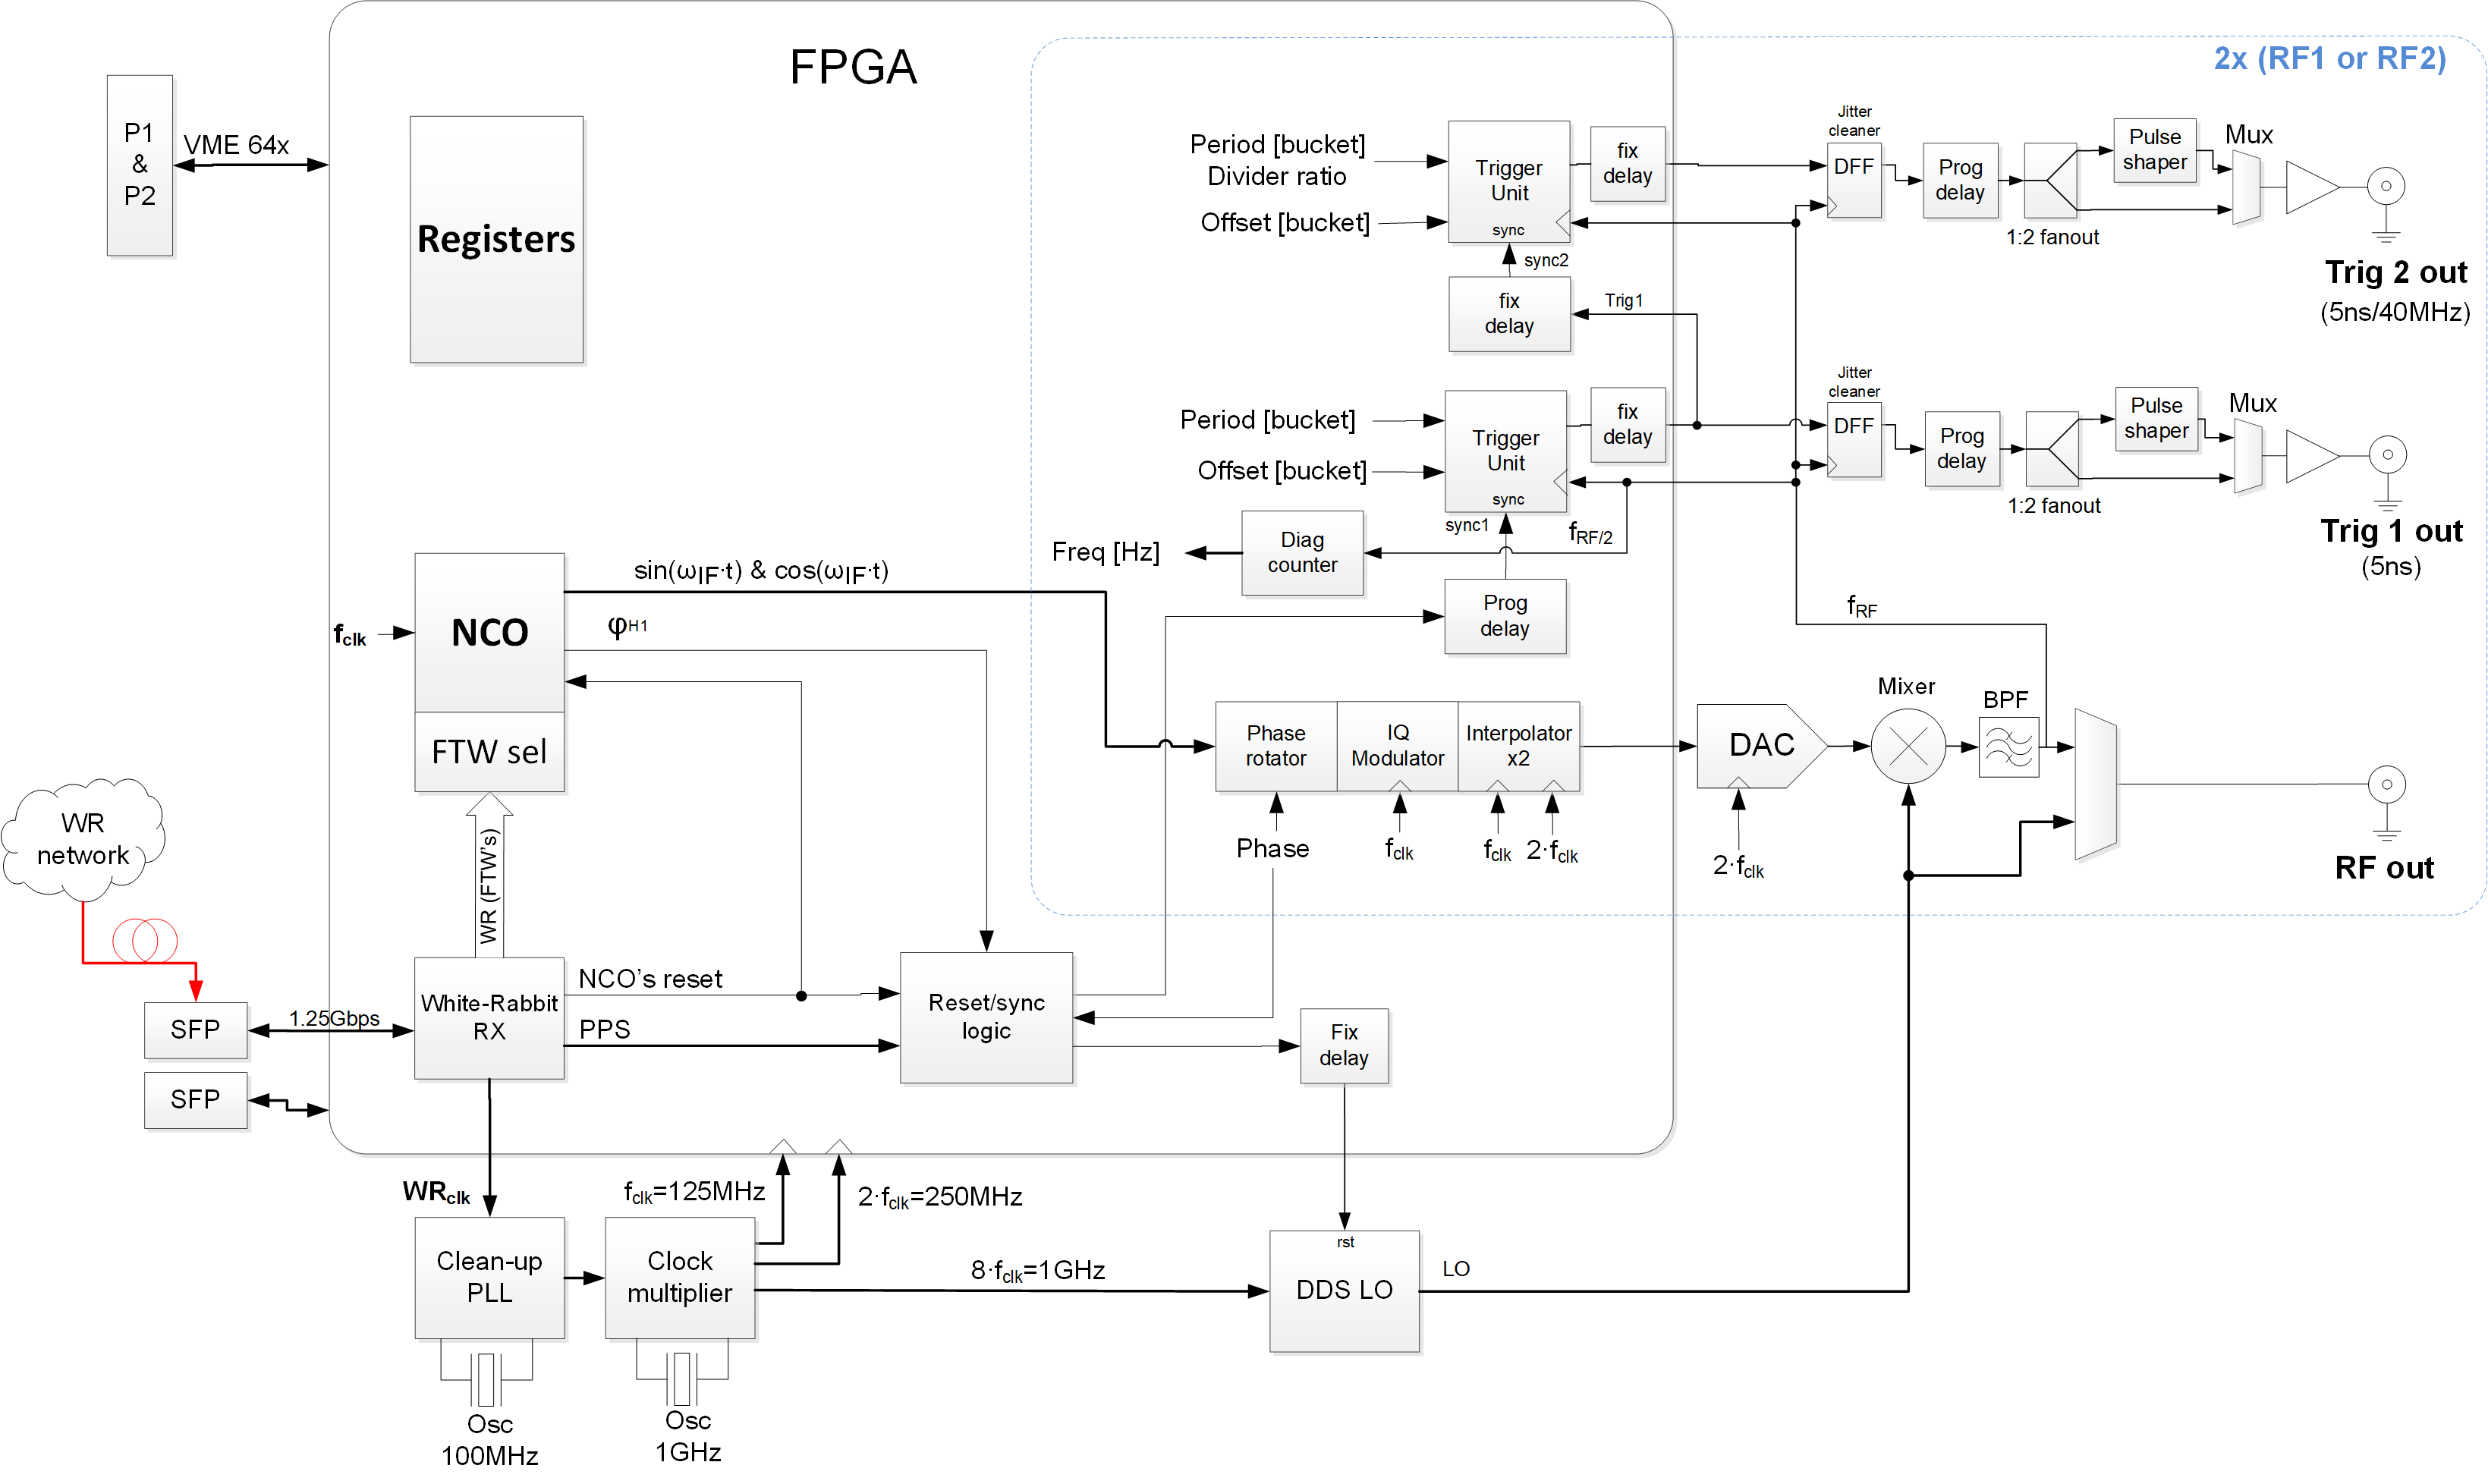 FPGA
2x (RF1 or RF2)
P1
&
P2
VME 64x
Registers
Period [bucket]
Divider ratio
Offset [bucket]
Trigger
Unit
sync
fix
delay
sync2
fix
delay
Trig1
Jitter
cleaner
DFF
Prog
delay
1:2 fanout
Pulse
shaper
Mux
Trig 2 out
(5ns/40MHz)
Period [bucket]
Offset [bucket]
Trigger
Unit
sync
fix
delay
sync1
fRF/2
Jitter
cleaner
DFF
Prog
delay
1:2 fanout
Pulse
shaper
Mux
Trig 1 out
(5ns)
Freq [Hz]
Diag
counter
Prog
delay
fRF
fclk
NCO
FTW sel
sin(ωIF·t) & cos(ωIF·t)
φH1
Phase
rotator
IQ
Modulator
Interpolator
x2
Phase
fclk
fclk
2·fclk
DAC
2·fclk
Mixer
BPF
RF out
WR
network
WR (FTW's)
SFP
1.25Gbps
SFP
White-Rabbit
RX
NCO's reset
PPS
Reset/sync
logic
Fix
delay
WRclk
fclk=125MHz
2·fclk=250MHz
Clean-up
PLL
Clock
multiplier
8·fclk=1GHz
rst
DDS LO
LO
Osc
100MHz
Osc
1GHz